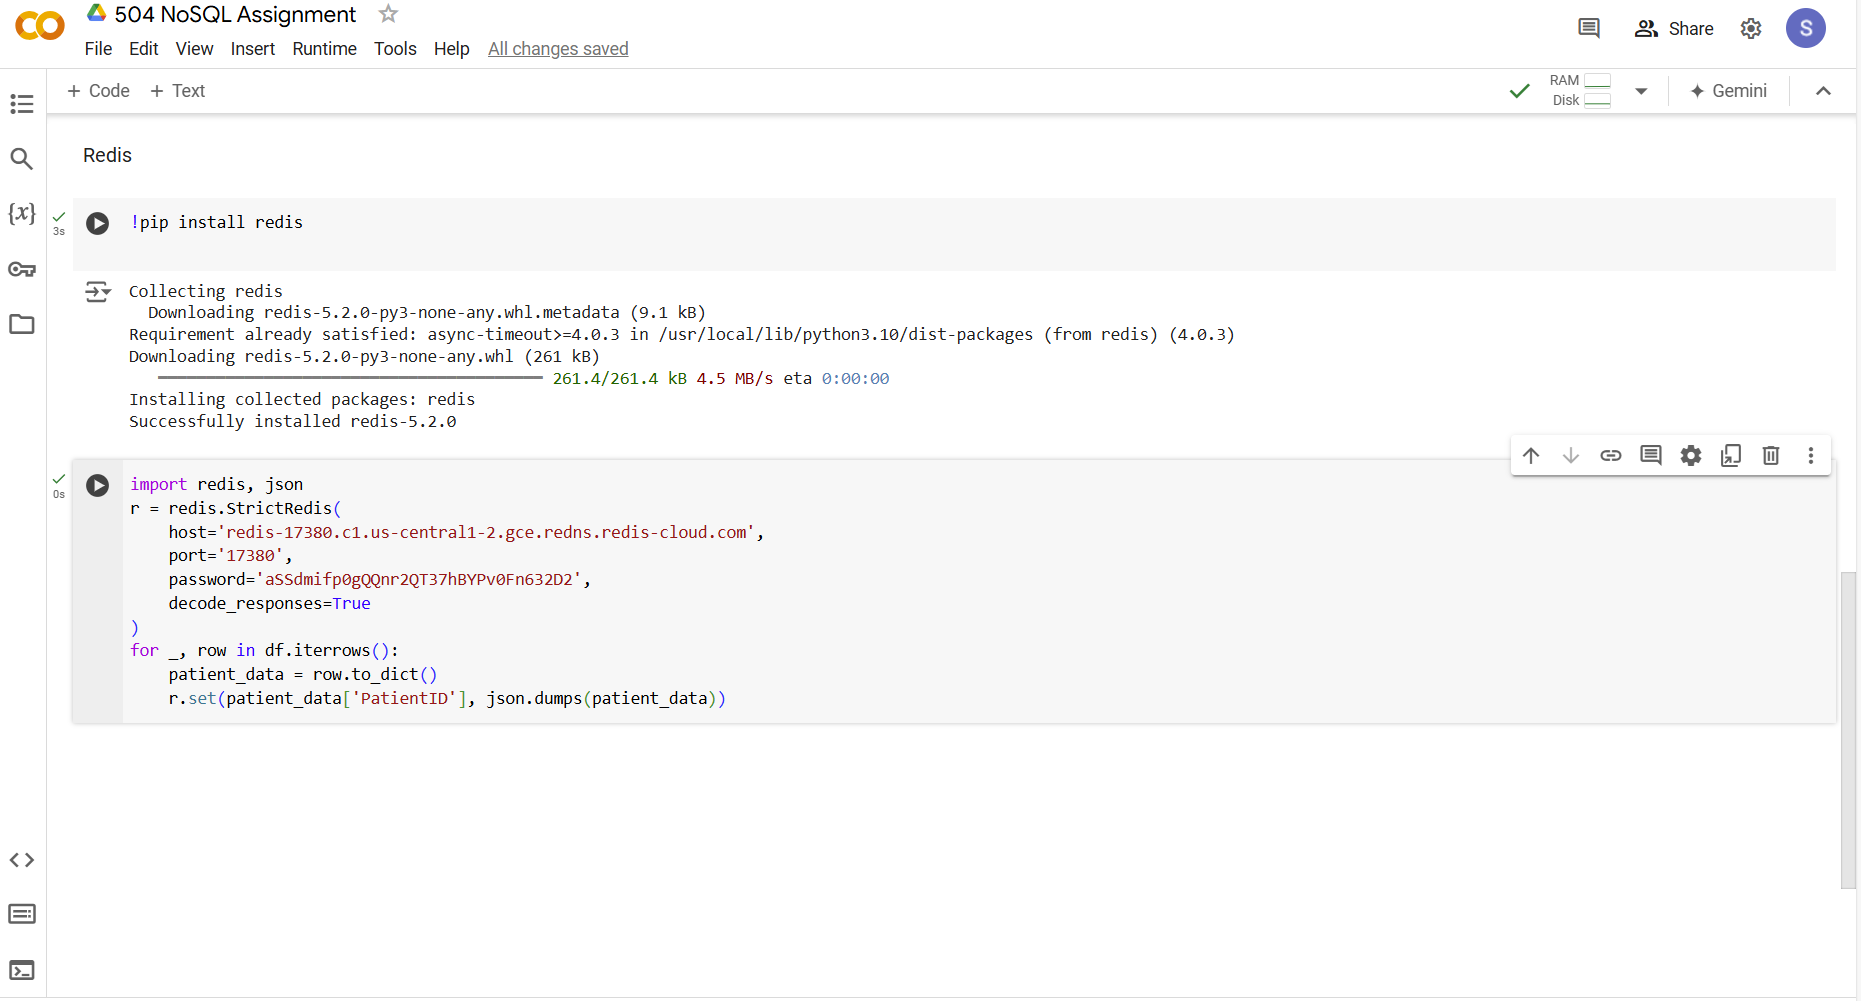 504 NoSQL Assignment
File Edit View Insert Runtime Tools Help All changes saved
Share
S
+ Code + Text
RAM
Disk
Gemini
Redis
3s
!pip install redis
Collecting redis
  Downloading redis-5.2.0-py3-none-any.whl.metadata (9.1 kB)
Requirement already satisfied: async-timeout>=4.0.3 in /usr/local/lib/python3.10/dist-packages (from redis) (4.0.3)
Downloading redis-5.2.0-py3-none-any.whl (261 kB)
261.4/261.4 kB 4.5 MB/s eta 0:00:00
Installing collected packages: redis
Successfully installed redis-5.2.0
0s
import redis, json
r = redis.StrictRedis(
    host='redis-17380.c1.us-central1-2.gce.redns.redis-cloud.com',
    port='17380',
    password='aSSdmifp0gQQnr2QT37hBYPv0Fn632D2',
    decode_responses=True
)
for _, row in df.iterrows():
    patient_data = row.to_dict()
    r.set(patient_data['PatientID'], json.dumps(patient_data))